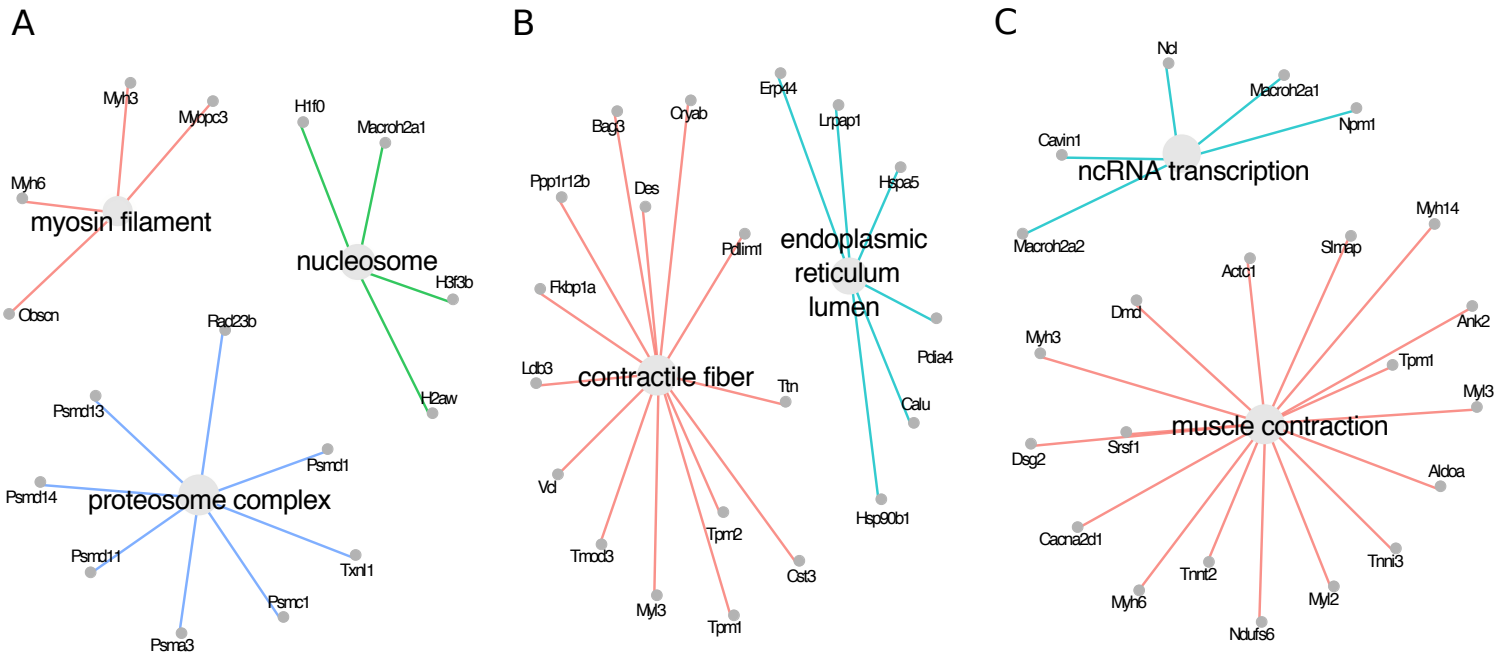 A
Myh3
Mybpc3
Myh6
myosin filament
Obscn
H1f0
Macroh2a1
nucleosome
H3f3b
H2aw
Rad23b
Psmd13
Psmd1
Psmd14
proteosome complex
Psmd11
Txnl1
Psmc1
Psma3
B
Erp44
Cryab
Bag3
Lrpap1
Ppp1r12b
Des
Hspa5
Pdlim1
endoplasmic
reticulum
lumen
Fkbp1a
Pdia4
Ldb3
contractile fiber
Ttn
Calu
Vcl
Hsp90b1
Tpm2
Tmod3
Cst3
Myl3
Tpm1
C
Ncl
Macroh2a1
Npm1
Cavin1
ncRNA transcription
Macroh2a2
Myh14
Slmap
Actc1
Dmd
Ank2
Myh3
Tpm1
Myl3
muscle contraction
Srsf1
Dsg2
Aldoa
Cacna2d1
Tnni3
Tnnt2
Myh6
Myl2
Ndufs6